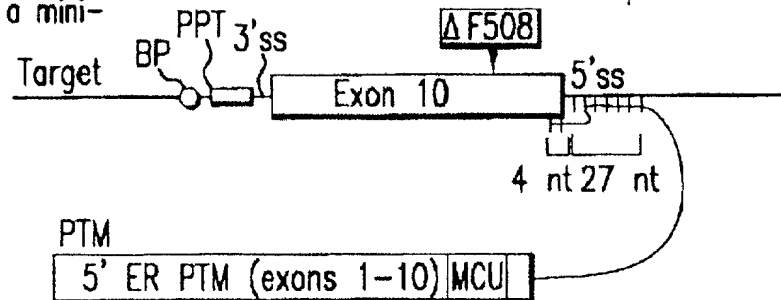 a mini-
Target
BP
PPT
3'ss
ΔF508
Exon 10
5'ss
4 nt
27 nt
PTM
5' ER PTM (exons 1-10)
MCU